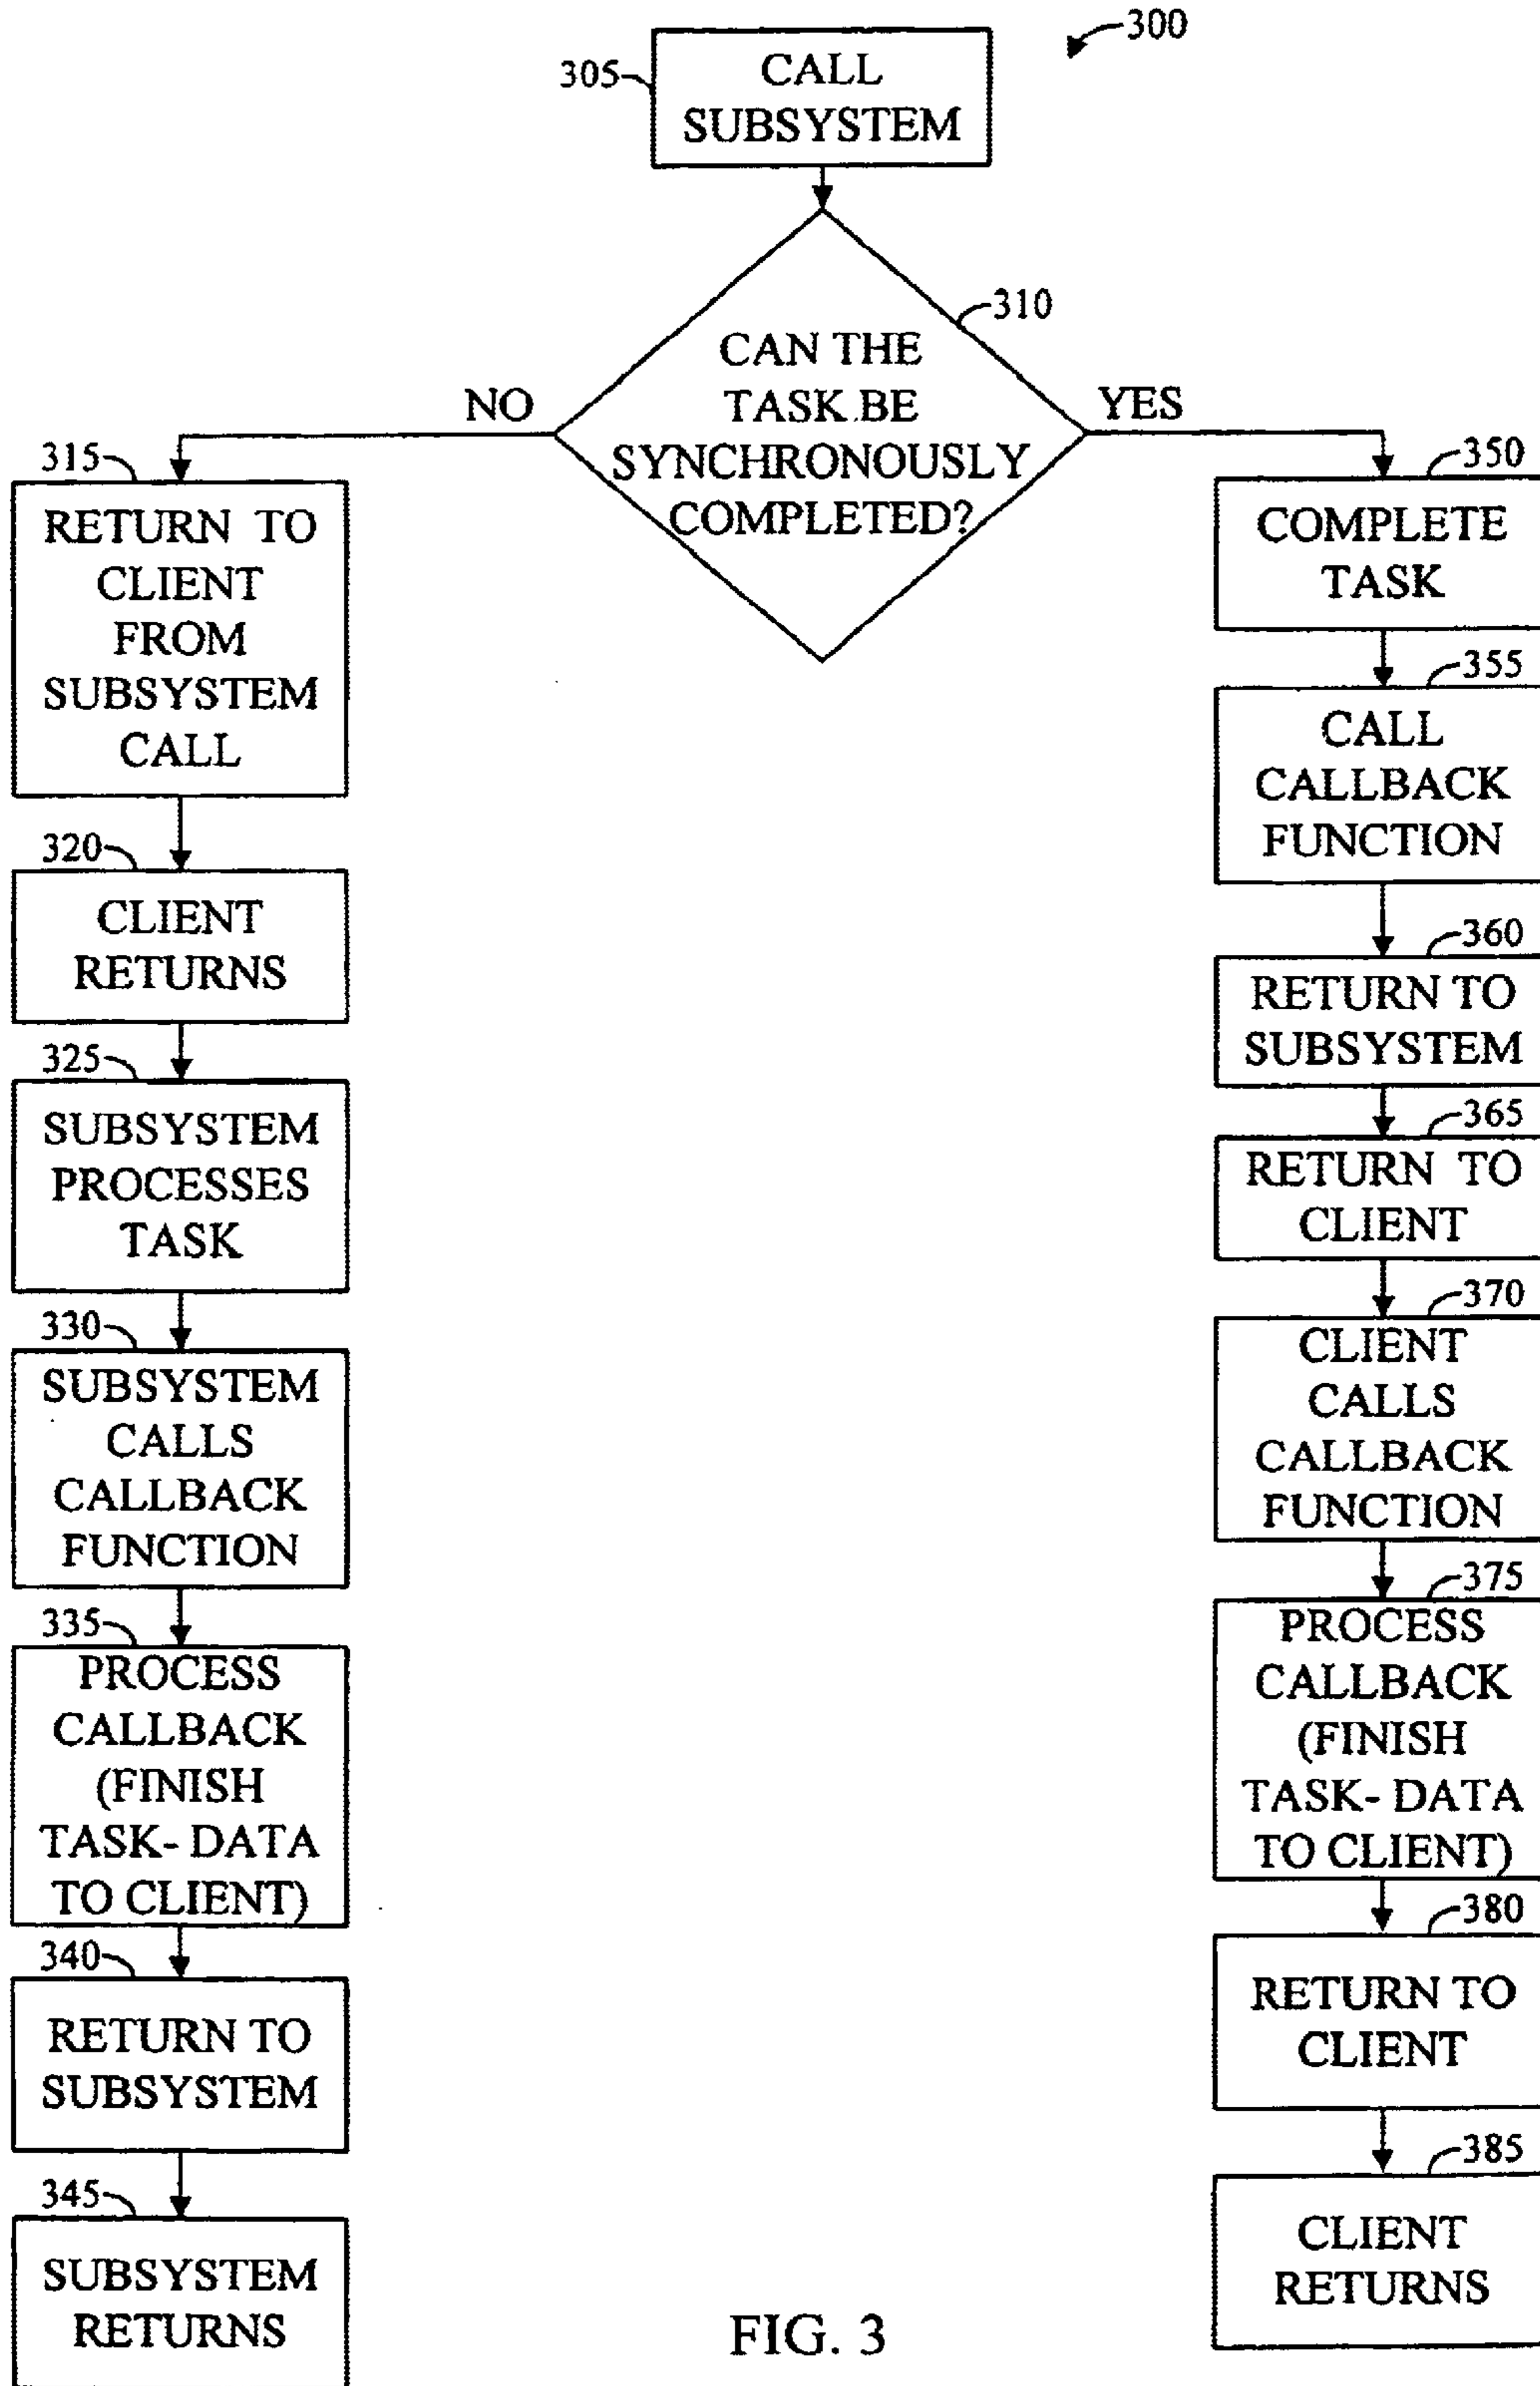 300
305
CALL
SUBSYSTEM
310
CAN THE
TASK BE
SYNCHRONOUSLY
COMPLETED?
NO
YES
315
RETURN TO
CLIENT
FROM
SUBSYSTEM
CALL
320
CLIENT
RETURNS
325
SUBSYSTEM
PROCESSES
TASK
330
SUBSYSTEM
CALLS
CALLBACK
FUNCTION
335
PROCESS
CALLBACK
(FINISH
TASK- DATA
TO CLIENT)
340
RETURN TO
SUBSYSTEM
345
SUBSYSTEM
RETURNS
350
COMPLETE
TASK
355
CALL
CALLBACK
FUNCTION
360
RETURN TO
SUBSYSTEM
365
RETURN TO
CLIENT
370
CLIENT
CALLS
CALLBACK
FUNCTION
375
PROCESS
CALLBACK
(FINISH
TASK- DATA
TO CLIENT)
380
RETURN TO
CLIENT
385
CLIENT
RETURNS
FIG. 3